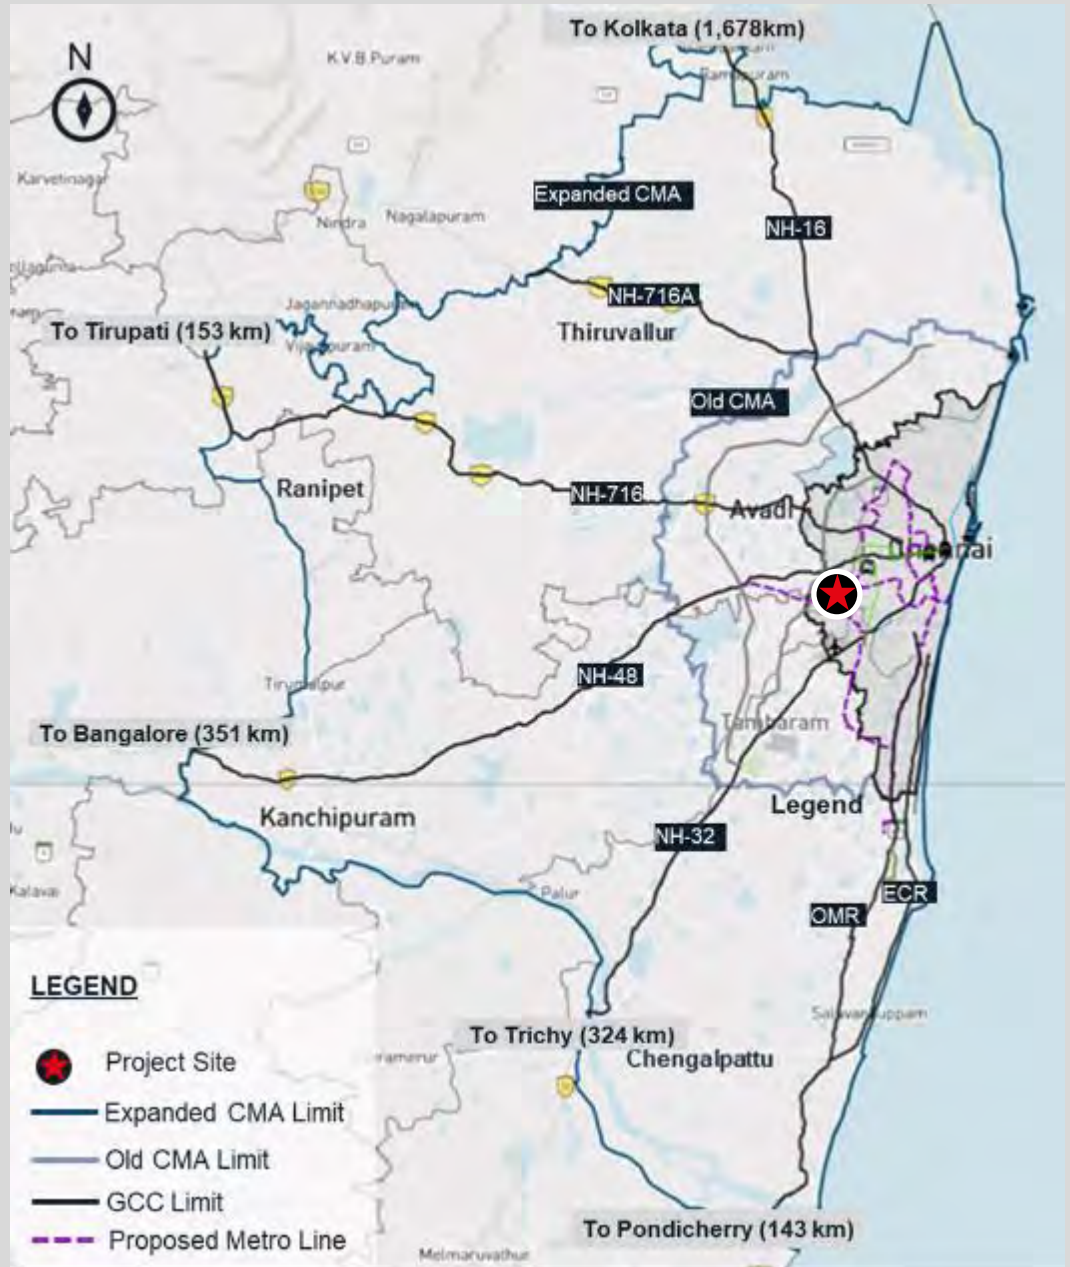 To Kolkata (1,678km)
N
K.V.B.Puram
Ramapuram
Karvetinagar
Expanded CMA
Nindra
Nagalapuram
NH-16
NH-716A
To Tirupati (153 km)
Thiruvallur
Old CMA
Ranipet
NH-716
Avadi
Chennai
NH-48
To Bangalore (351 km)
Tambaram
Kanchipuram
Legend
NH-32
Kalavai
Palur
ECR
OMR
LEGEND
To Trichy (324 km)
Chengalpattu
Project Site
Expanded CMA Limit
Old CMA Limit
GCC Limit
Proposed Metro Line
To Pondicherry (143 km)
Melmaruvathur